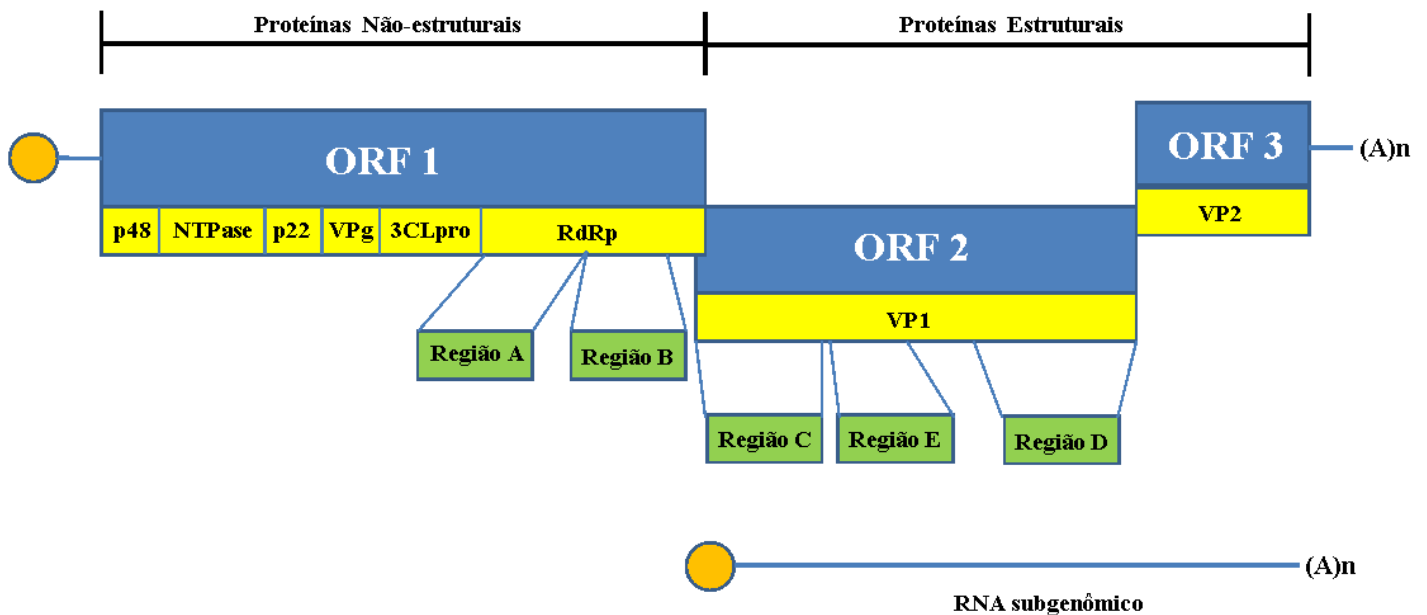 Proteínas Não-estruturais
Proteínas Estruturais
ORF 1
ORF 3
(A)n
p48
NTPase
p22
VPg
3CLpro
RdRp
VP2
ORF 2
VP1
Região A
Região B
Região C
Região E
Região D
(A)n
RNA subgenômico